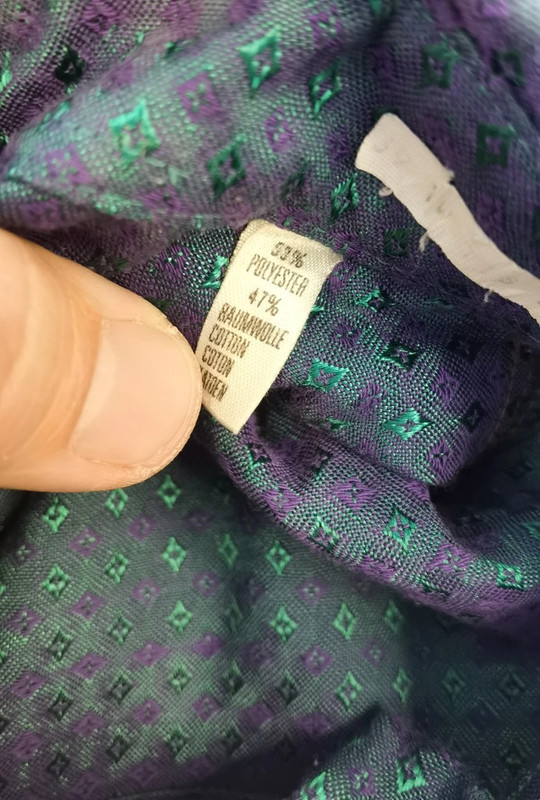 53%
POLYESTER
47%
BAUMWOLLE
COTTON
COTON